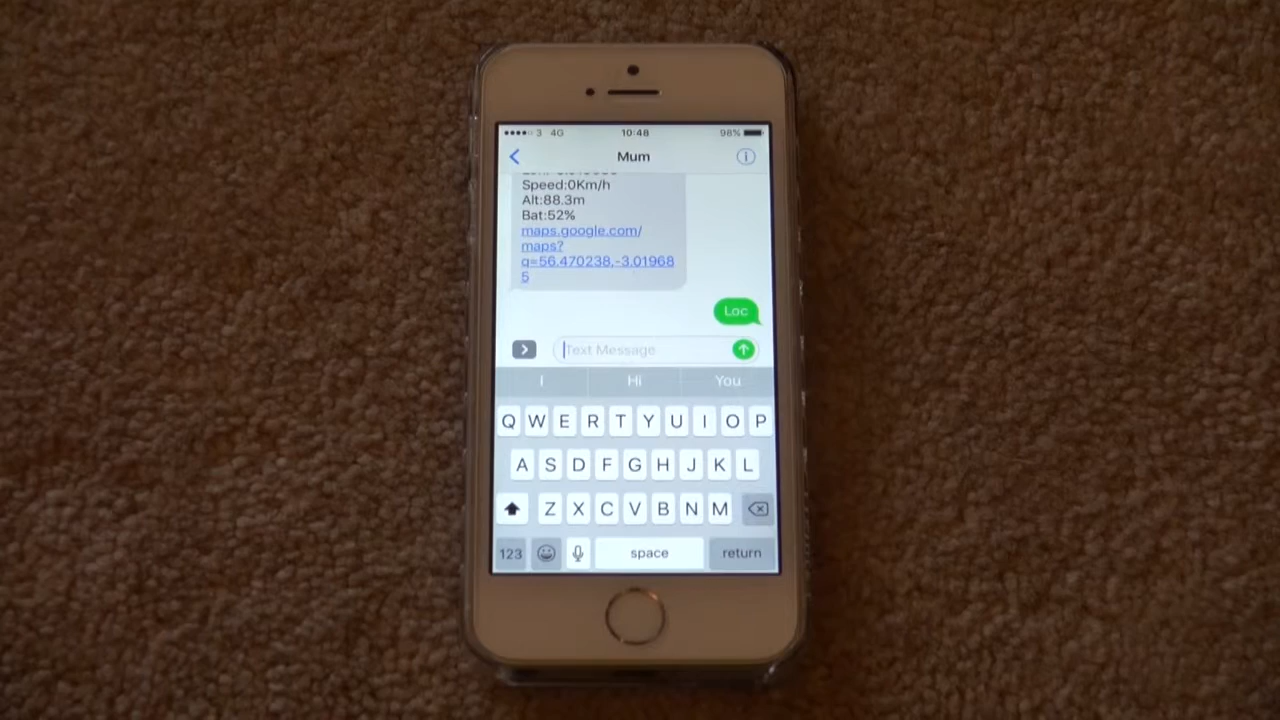 3 4G 10:48 98%
Mum
Speed:0Km/h
Alt:88.3m
Bat:52%
maps.google.com/
maps?
q=56.470238,-3.01968
5
Loc
Text Message
I Hi You
Q W E R T Y U I O P
A S D F G H J K L
Z X C V B N M
123 space return